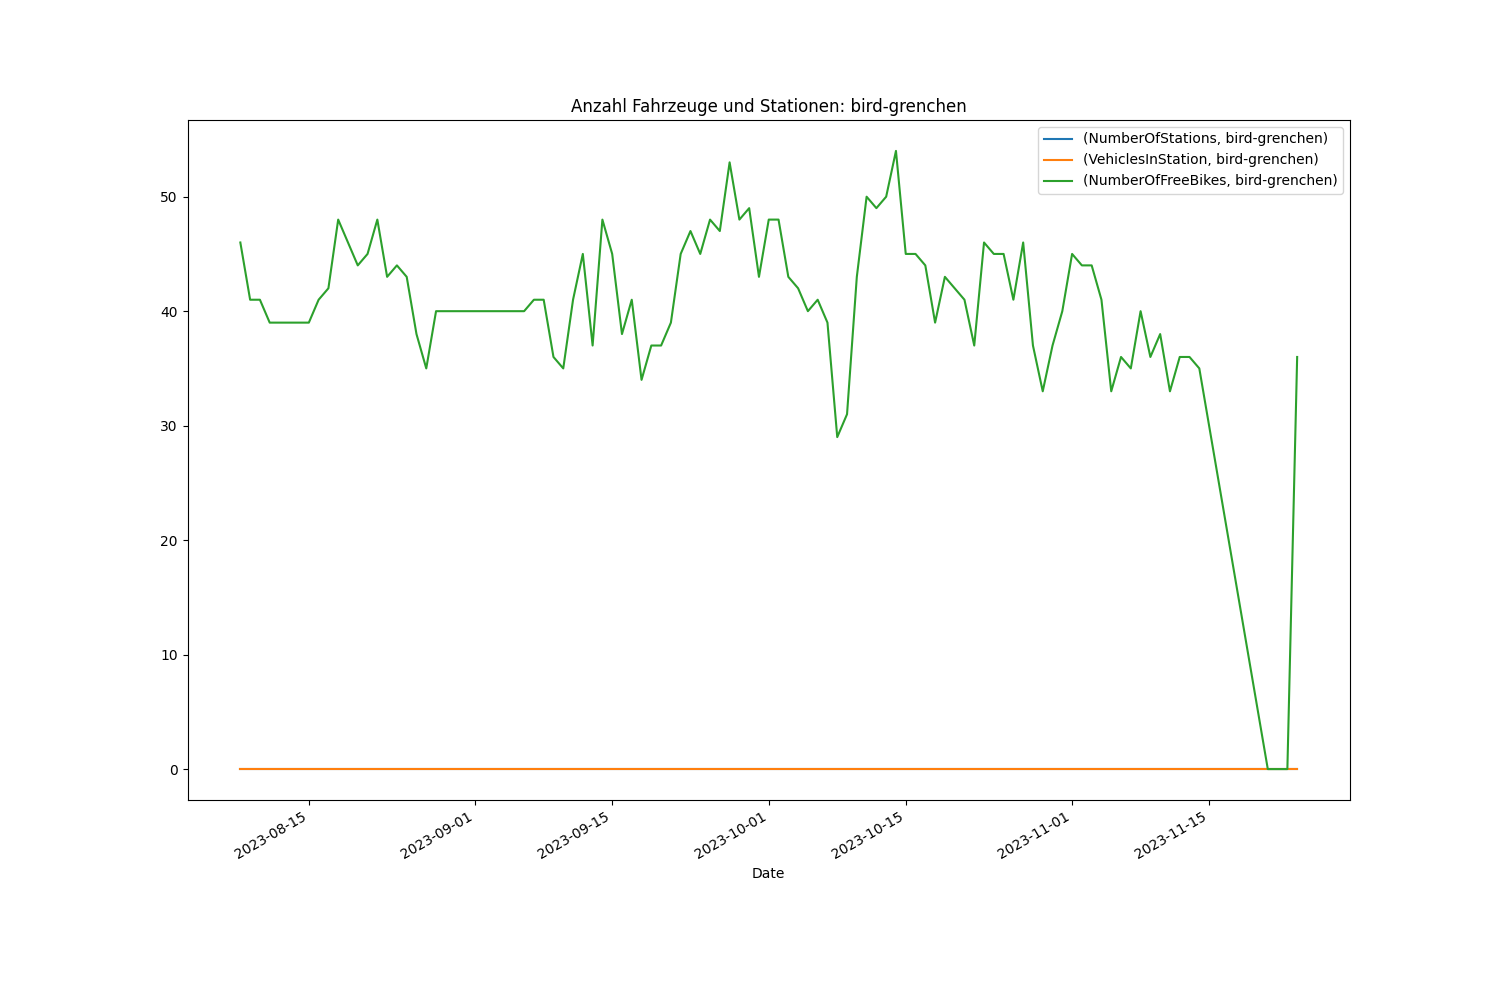 Anzahl Fahrzeuge und Stationen: bird-grenchen
(NumberOfStations, bird-grenchen)
(VehiclesInStation, bird-grenchen)
(NumberOfFreeBikes, bird-grenchen)
50
40
30
20
10
0
2023-08-15
2023-09-01
2023-09-15
2023-10-01
2023-10-15
2023-11-01
2023-11-15
Date